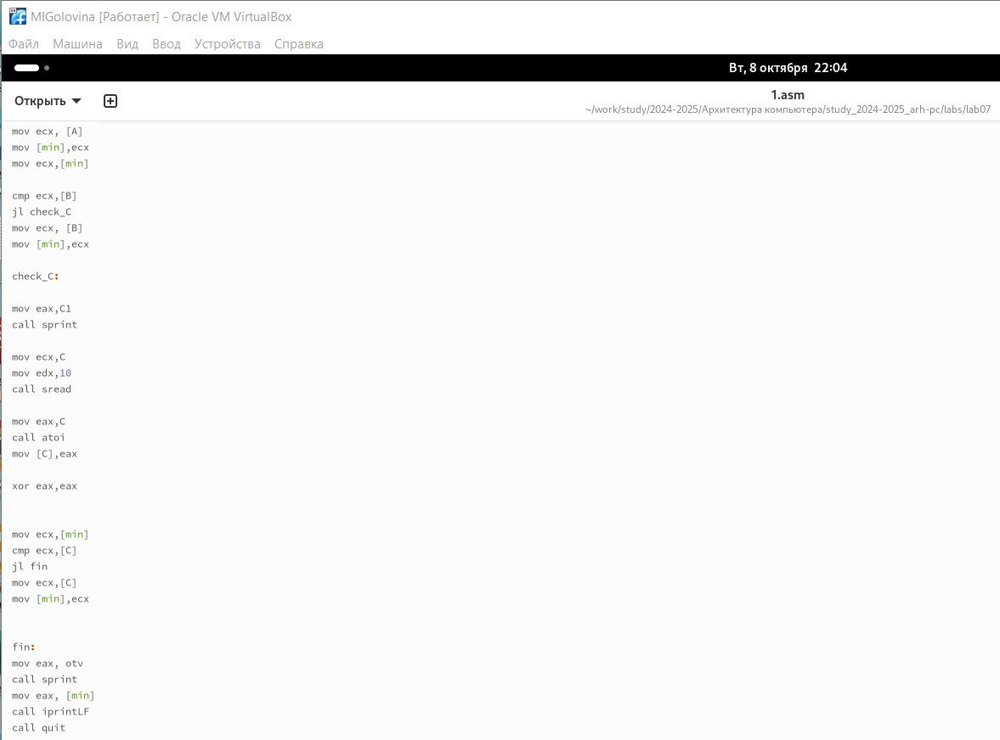 MIGolovina [Работает] - Oracle VM VirtualBox
Файл Машина Вид Ввод Устройства Справка
Вт, 8 октября 22:04
Открыть
1.asm
~/work/study/2024-2025/Архитектура компьютера/study_2024-2025_arh-pc/labs/lab07
mov ecx, [A]
mov [min],ecx
mov ecx,[min]
cmp ecx,[B]
jl check_C
mov ecx, [B]
mov [min],ecx
check_C:
mov eax,C1
call sprint
mov ecx,C
mov edx,10
call sread
mov eax,C
call atoi
mov [C],eax
xor eax,eax
mov ecx,[min]
cmp ecx,[C]
jl fin
mov ecx,[C]
mov [min],ecx
fin:
mov eax, otv
call sprint
mov eax, [min]
call iprintLF
call quit